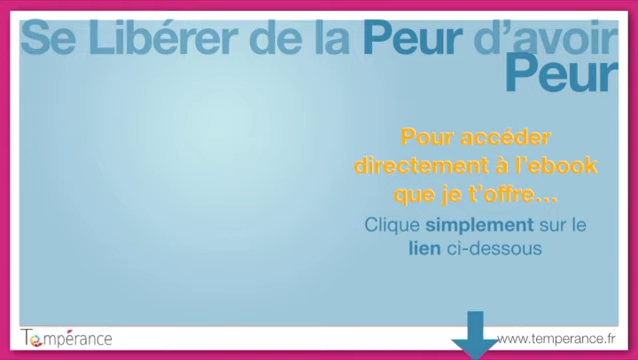 Se Libérer de la Peur d'avoir
Peur
Pour accéder
directement à l'ebook
que je t'offre...
Clique simplement sur le
lien ci-dessous
Tempérance
www.temperance.fr